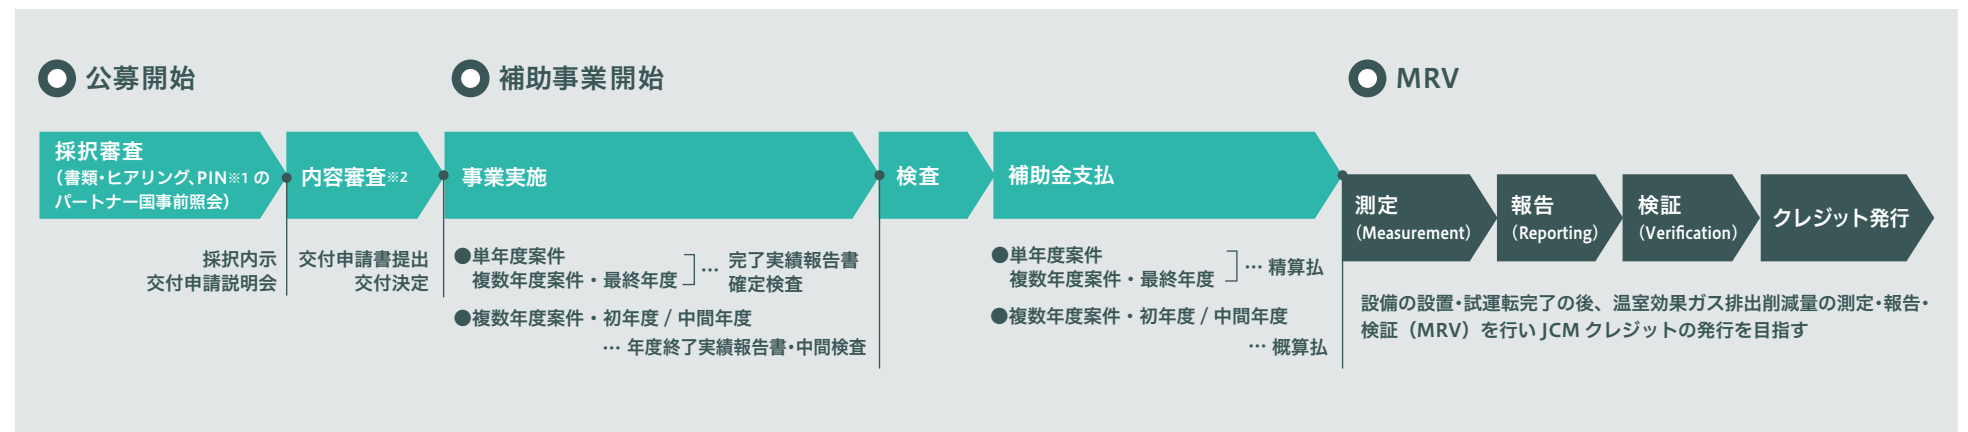 公募開始
補助事業開始
MRV
採択審査
（書類・ヒアリング、PIN※1 の
パートナー国事前照会）
内容審査※2
事業実施
検査
補助金支払
測定
（Measurement）
報告
（Reporting）
検証
（Verification）
クレジット発行
採択内示
交付申請説明会
交付申請書提出
交付決定
●単年度案件
複数年度案件・最終年度
… 完了実績報告書
確定検査
●複数年度案件・初年度 / 中間年度
… 年度終了実績報告書・中間検査
●単年度案件
複数年度案件・最終年度
… 精算払
●複数年度案件・初年度 / 中間年度
… 概算払
設備の設置・試運転完了の後、温室効果ガス排出削減量の測定・報告・
検証（MRV）を行い JCM クレジットの発行を目指す